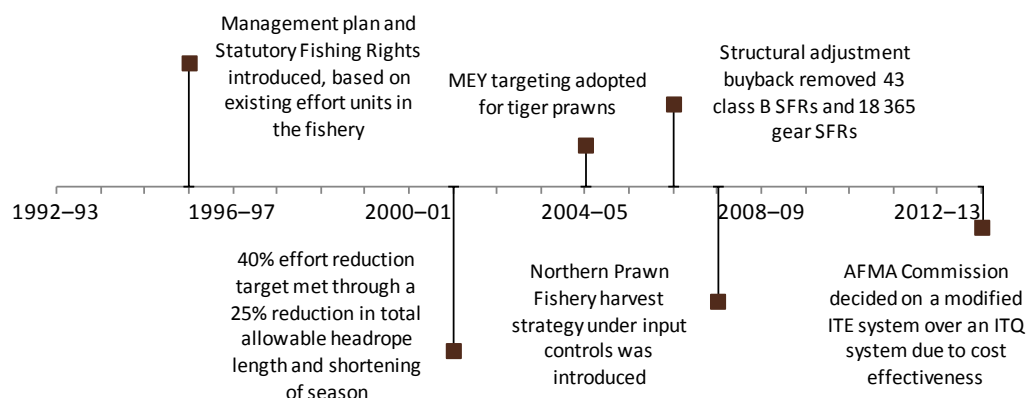 Management plan and
Statutory Fishing Rights
introduced, based on
existing effort units in
the fishery
MEY targeting adopted
for tiger prawns
Structural adjustment
buyback removed 43
class B SFRs and 18 365
gear SFRs
1992–93
1996–97
2000–01
2004–05
2008–09
2012–13
40% effort reduction
target met through a
25% reduction in total
allowable headrope
length and shortening
of season
Northern Prawn
Fishery harvest
strategy under input
controls was
introduced
AFMA Commission
decided on a modified
ITE system over an ITQ
system due to cost
effectiveness